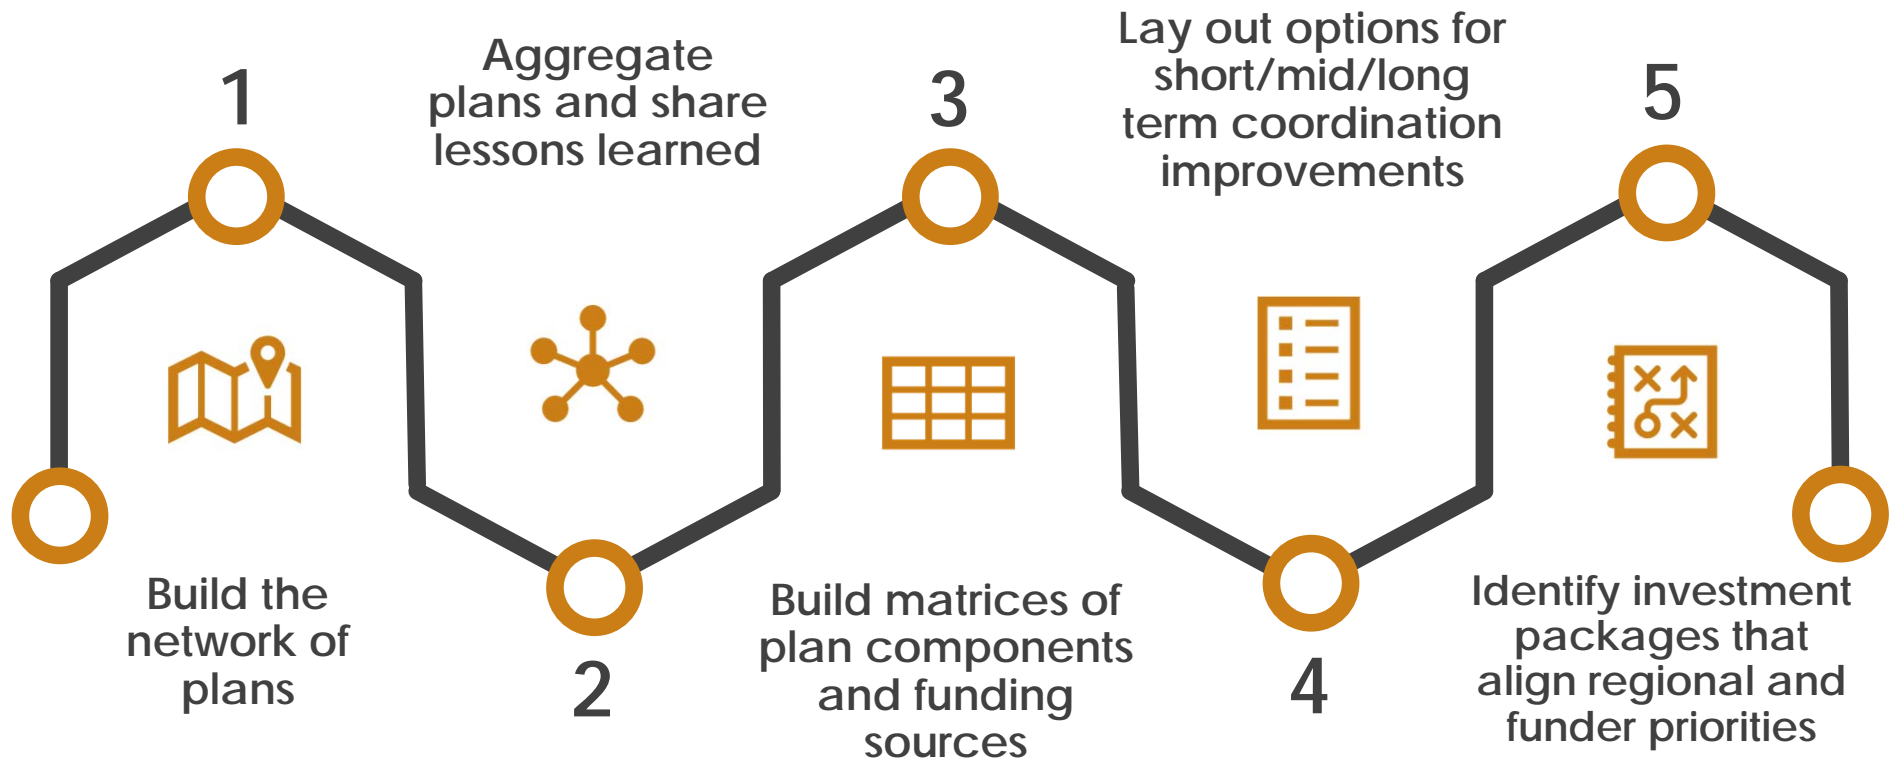 1
Build the
network of
plans
Aggregate
plans and share
lessons learned
2
3
Build matrices of
plan components
and funding
sources
Lay out options for
short/mid/long
term coordination
improvements
4
5
Identify investment
packages that
align regional and
funder priorities